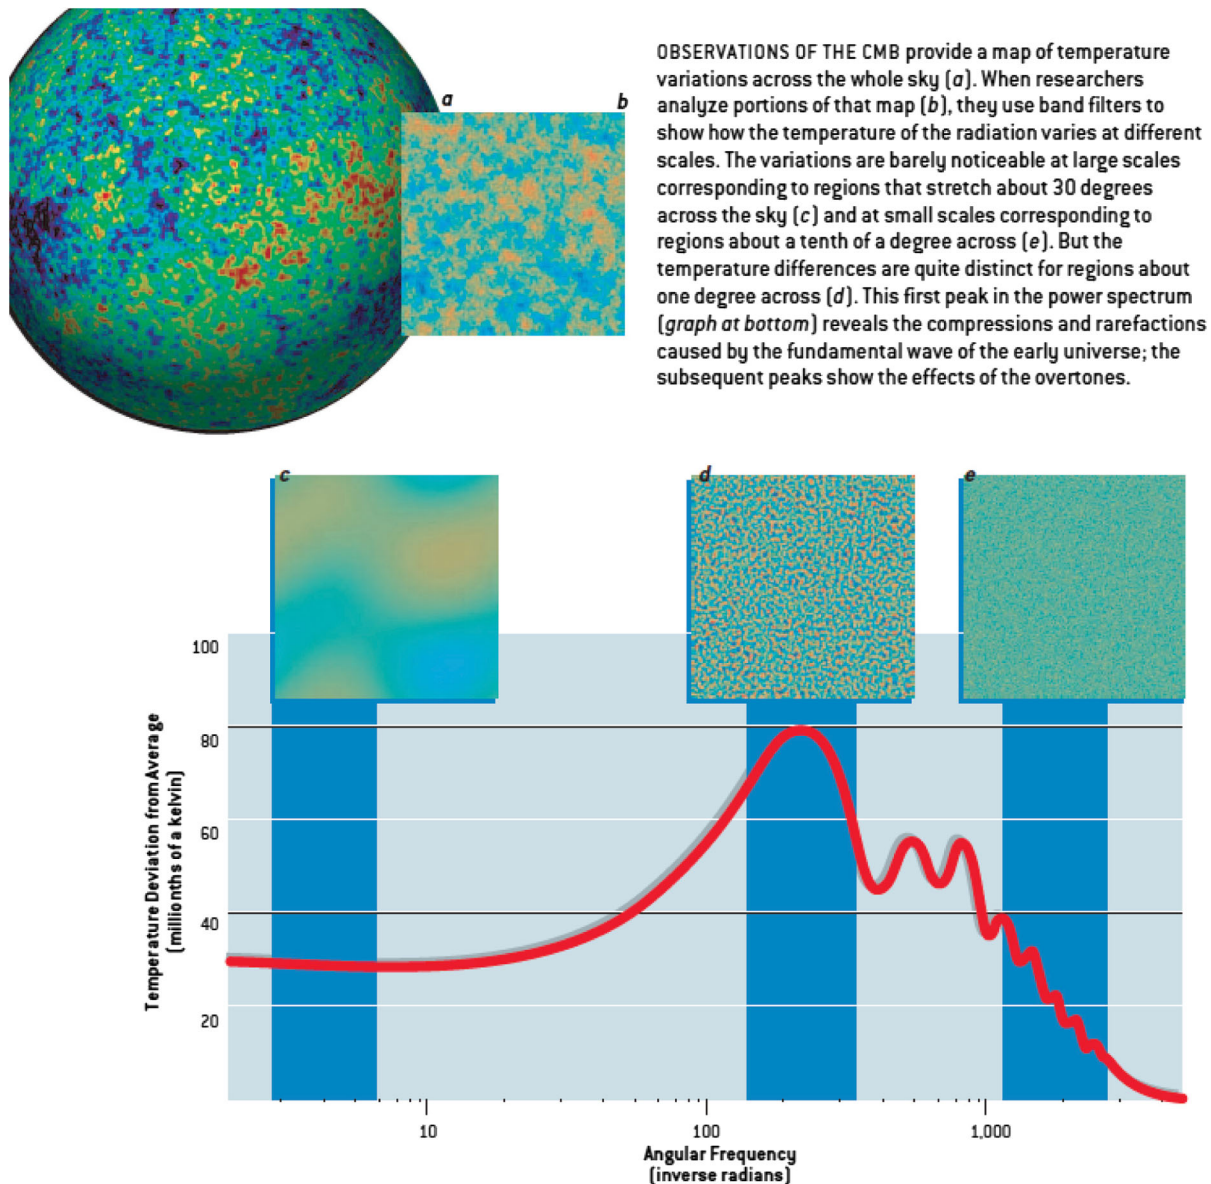 a
b
OBSERVATIONS OF THE CMB provide a map of temperature
variations across the whole sky (a). When researchers
analyze portions of that map (b), they use band filters to
show how the temperature of the radiation varies at different
scales. The variations are barely noticeable at large scales
corresponding to regions that stretch about 30 degrees
across the sky (c) and at small scales corresponding to
regions about a tenth of a degree across (e). But the
temperature differences are quite distinct for regions about
one degree across (d). This first peak in the power spectrum
(graph at bottom) reveals the compressions and rarefactions
caused by the fundamental wave of the early universe; the
subsequent peaks show the effects of the overtones.
c
d
e
Temperature Deviation from Average
(millionths of a kelvin)
100
80
60
40
20
10
100
1,000
Angular Frequency
(inverse radians)